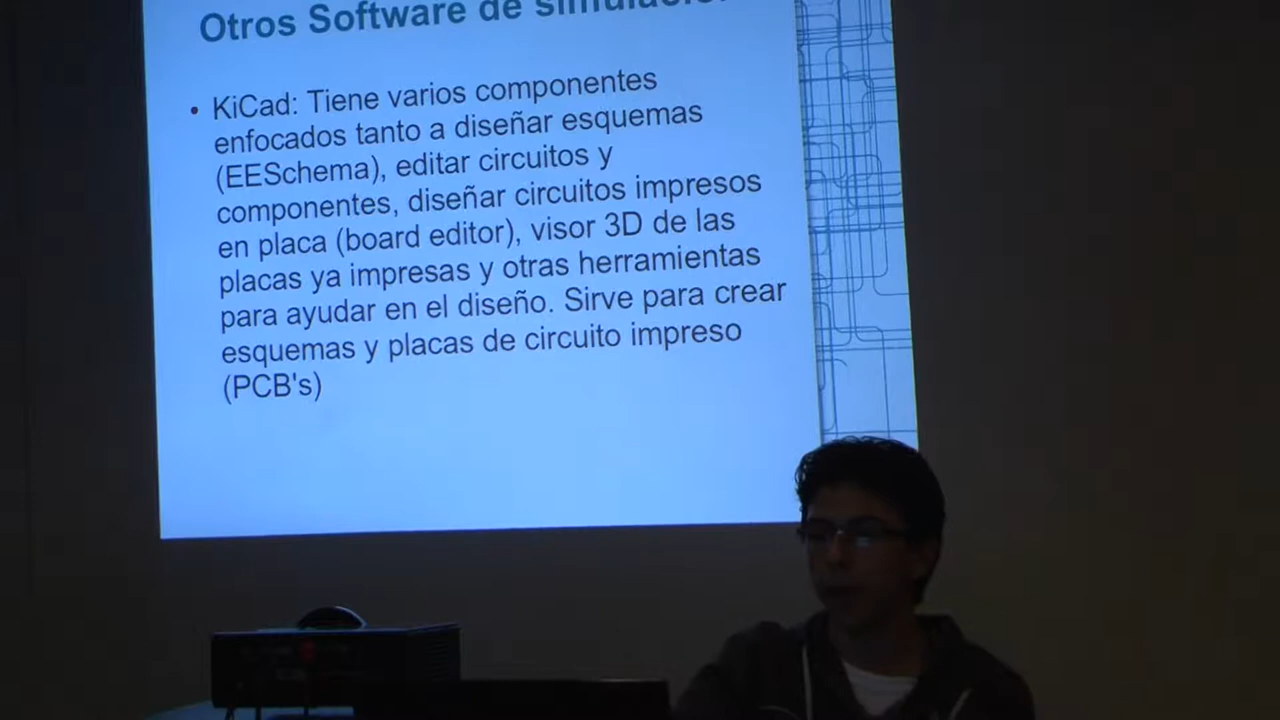 Otros Software de simulación
• KiCad: Tiene varios componentes
enfocados tanto a diseñar esquemas
(EESchema), editar circuitos y
componentes, diseñar circuitos impresos
en placa (board editor), visor 3D de las
placas ya impresas y otras herramientas
para ayudar en el diseño. Sirve para crear
esquemas y placas de circuito impreso
(PCB's)